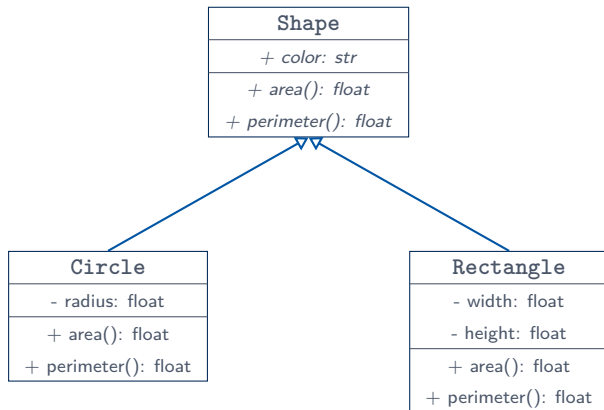 Shape
+ color: str
+ area(): float
+ perimeter(): float
Circle
- radius: float
+ area(): float
+ perimeter(): float
Rectangle
- width: float
- height: float
+ area(): float
+ perimeter(): float